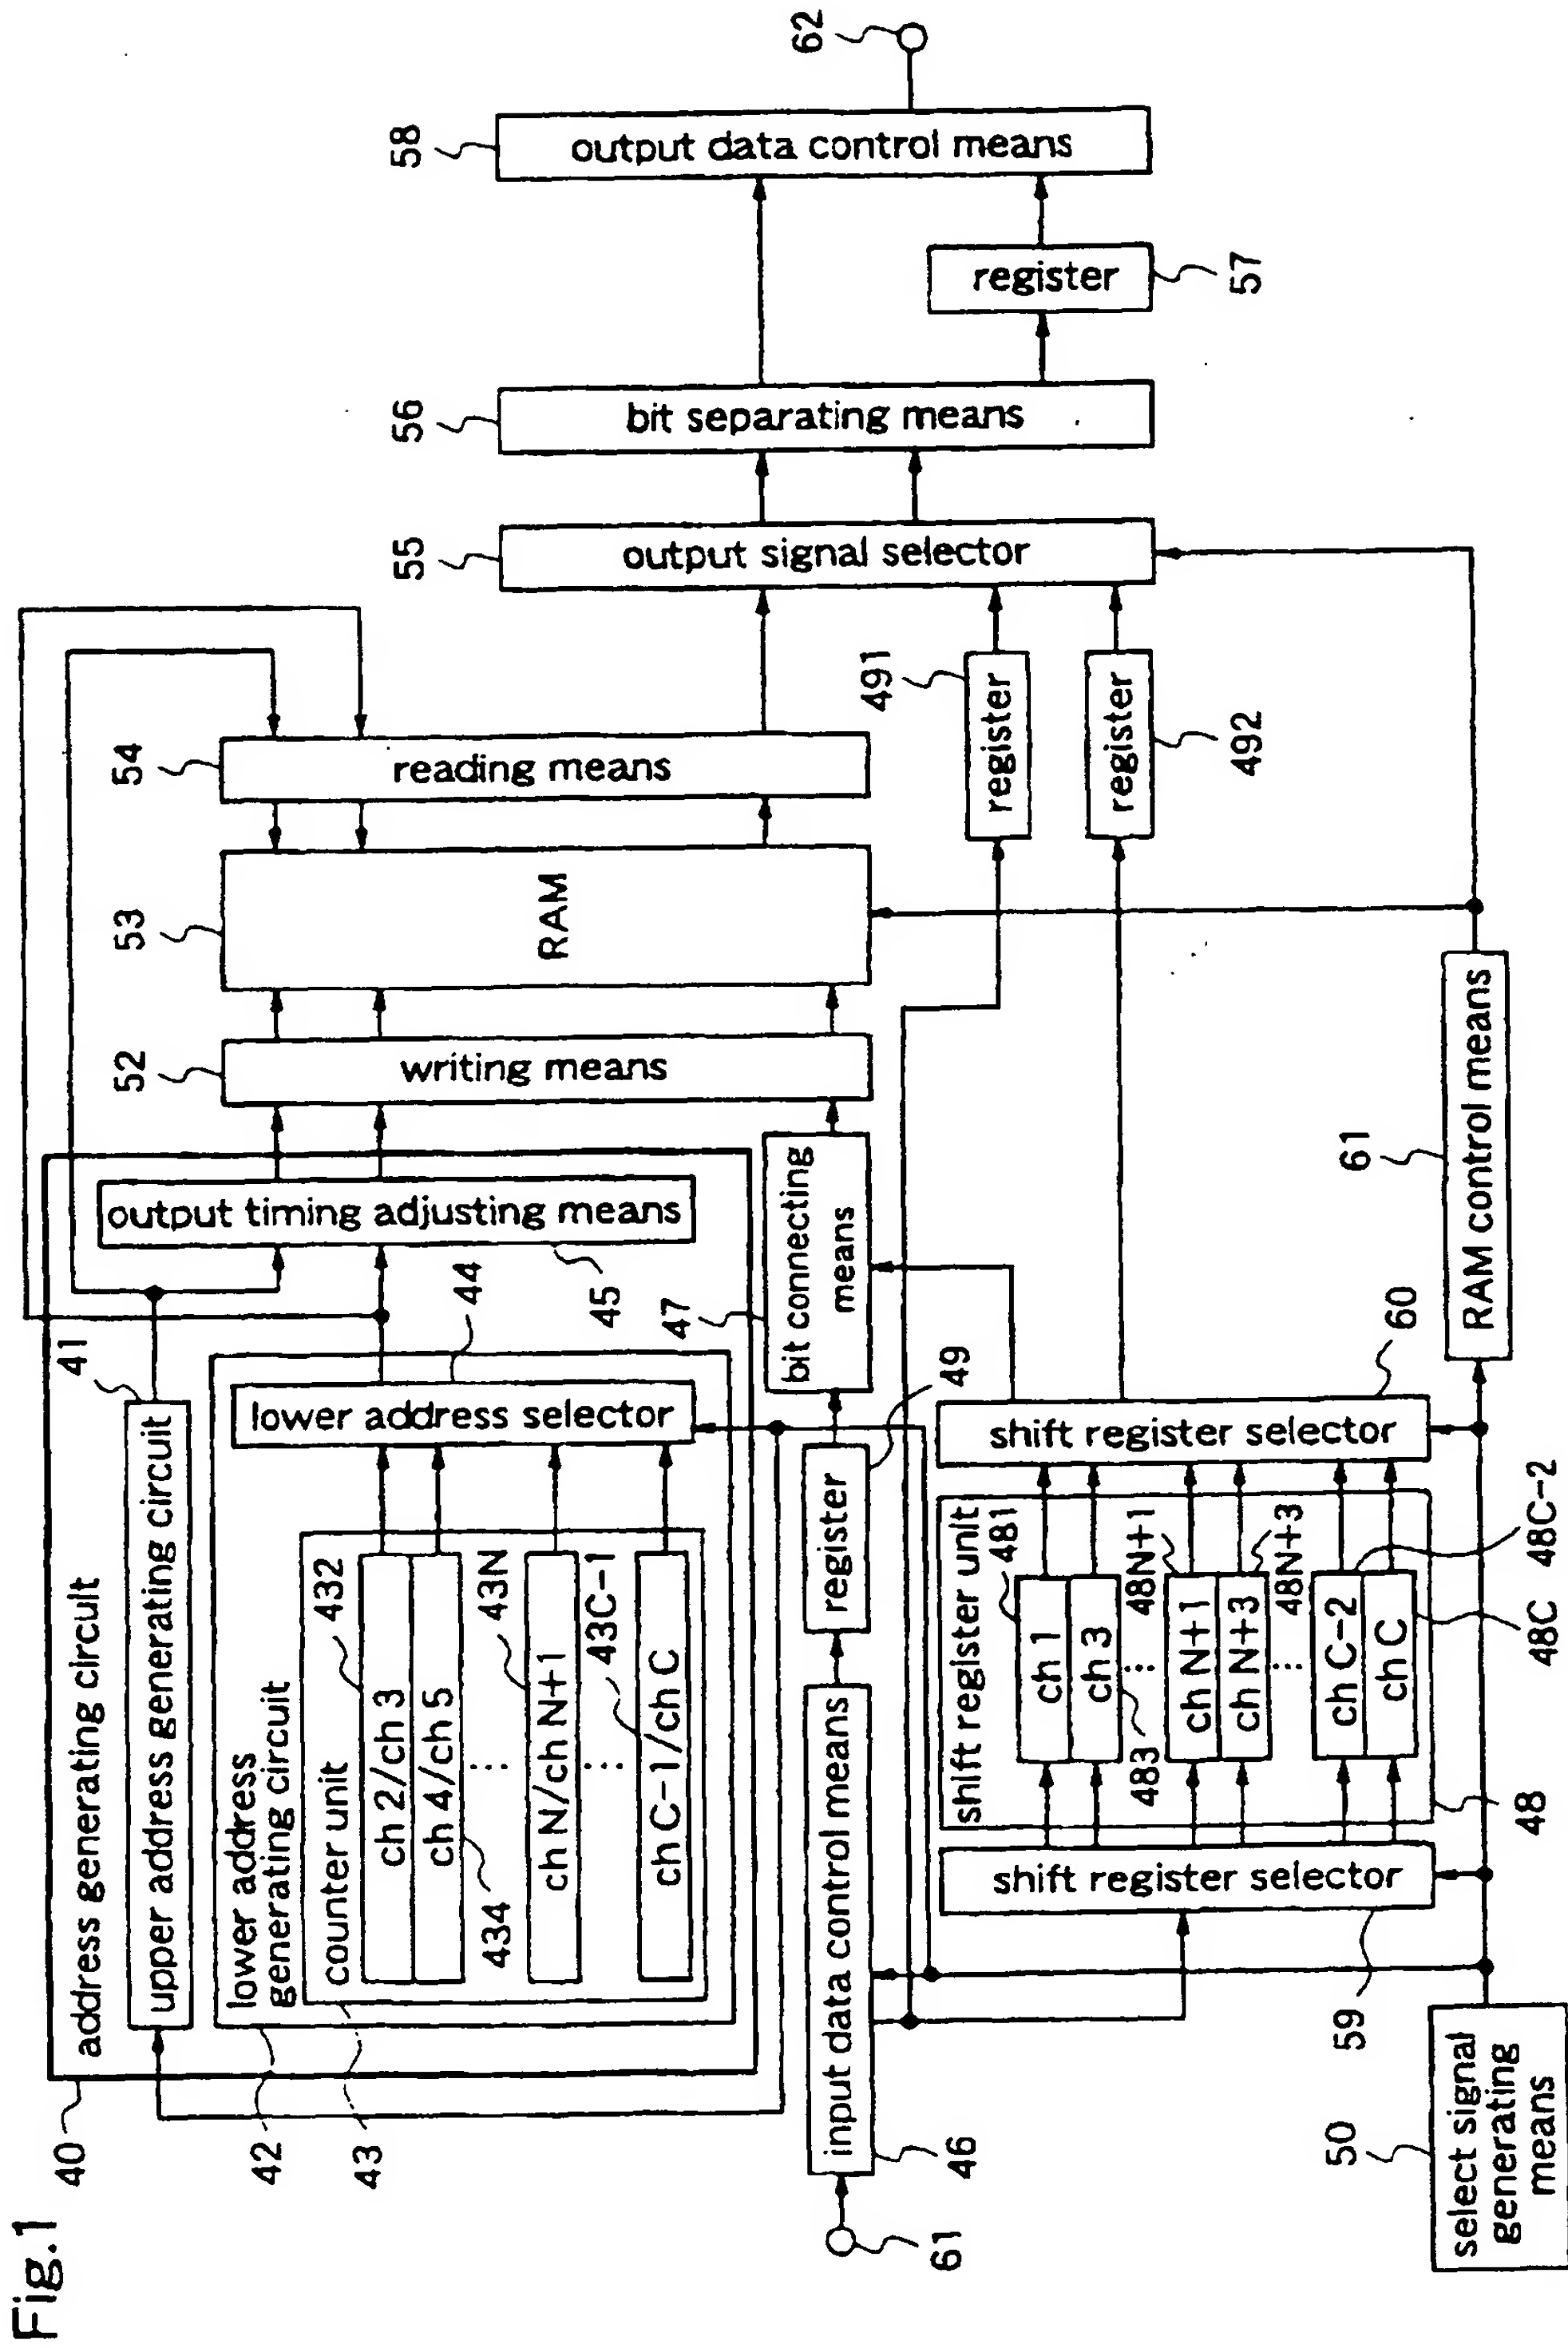 Fig.1
40
address generating circuit
41
upper address generating circuit
42
lower address
generating circuit
43
counter unit
432
ch 2/ch 3
ch 4/ch 5
434
⋮
43N
ch N/ch N+1
⋮
43C-1
ch C-1/ch C
44
lower address selector
45
output timing adjusting means
52
writing means
53
RAM
54
reading means
61
46
input data control means
49
register
47
bit connecting
means
491
register
492
register
55
output signal selector
56
bit separating means
57
register
58
output data control means
62
50
select signal
generating
means
59
shift register selector
48
shift register unit
481
ch 1
ch 3
483
⋮
48N+1
ch N+1
ch N+3
48N+3
⋮
ch C-2
48C-2
ch C
48C
60
shift register selector
61
RAM control means